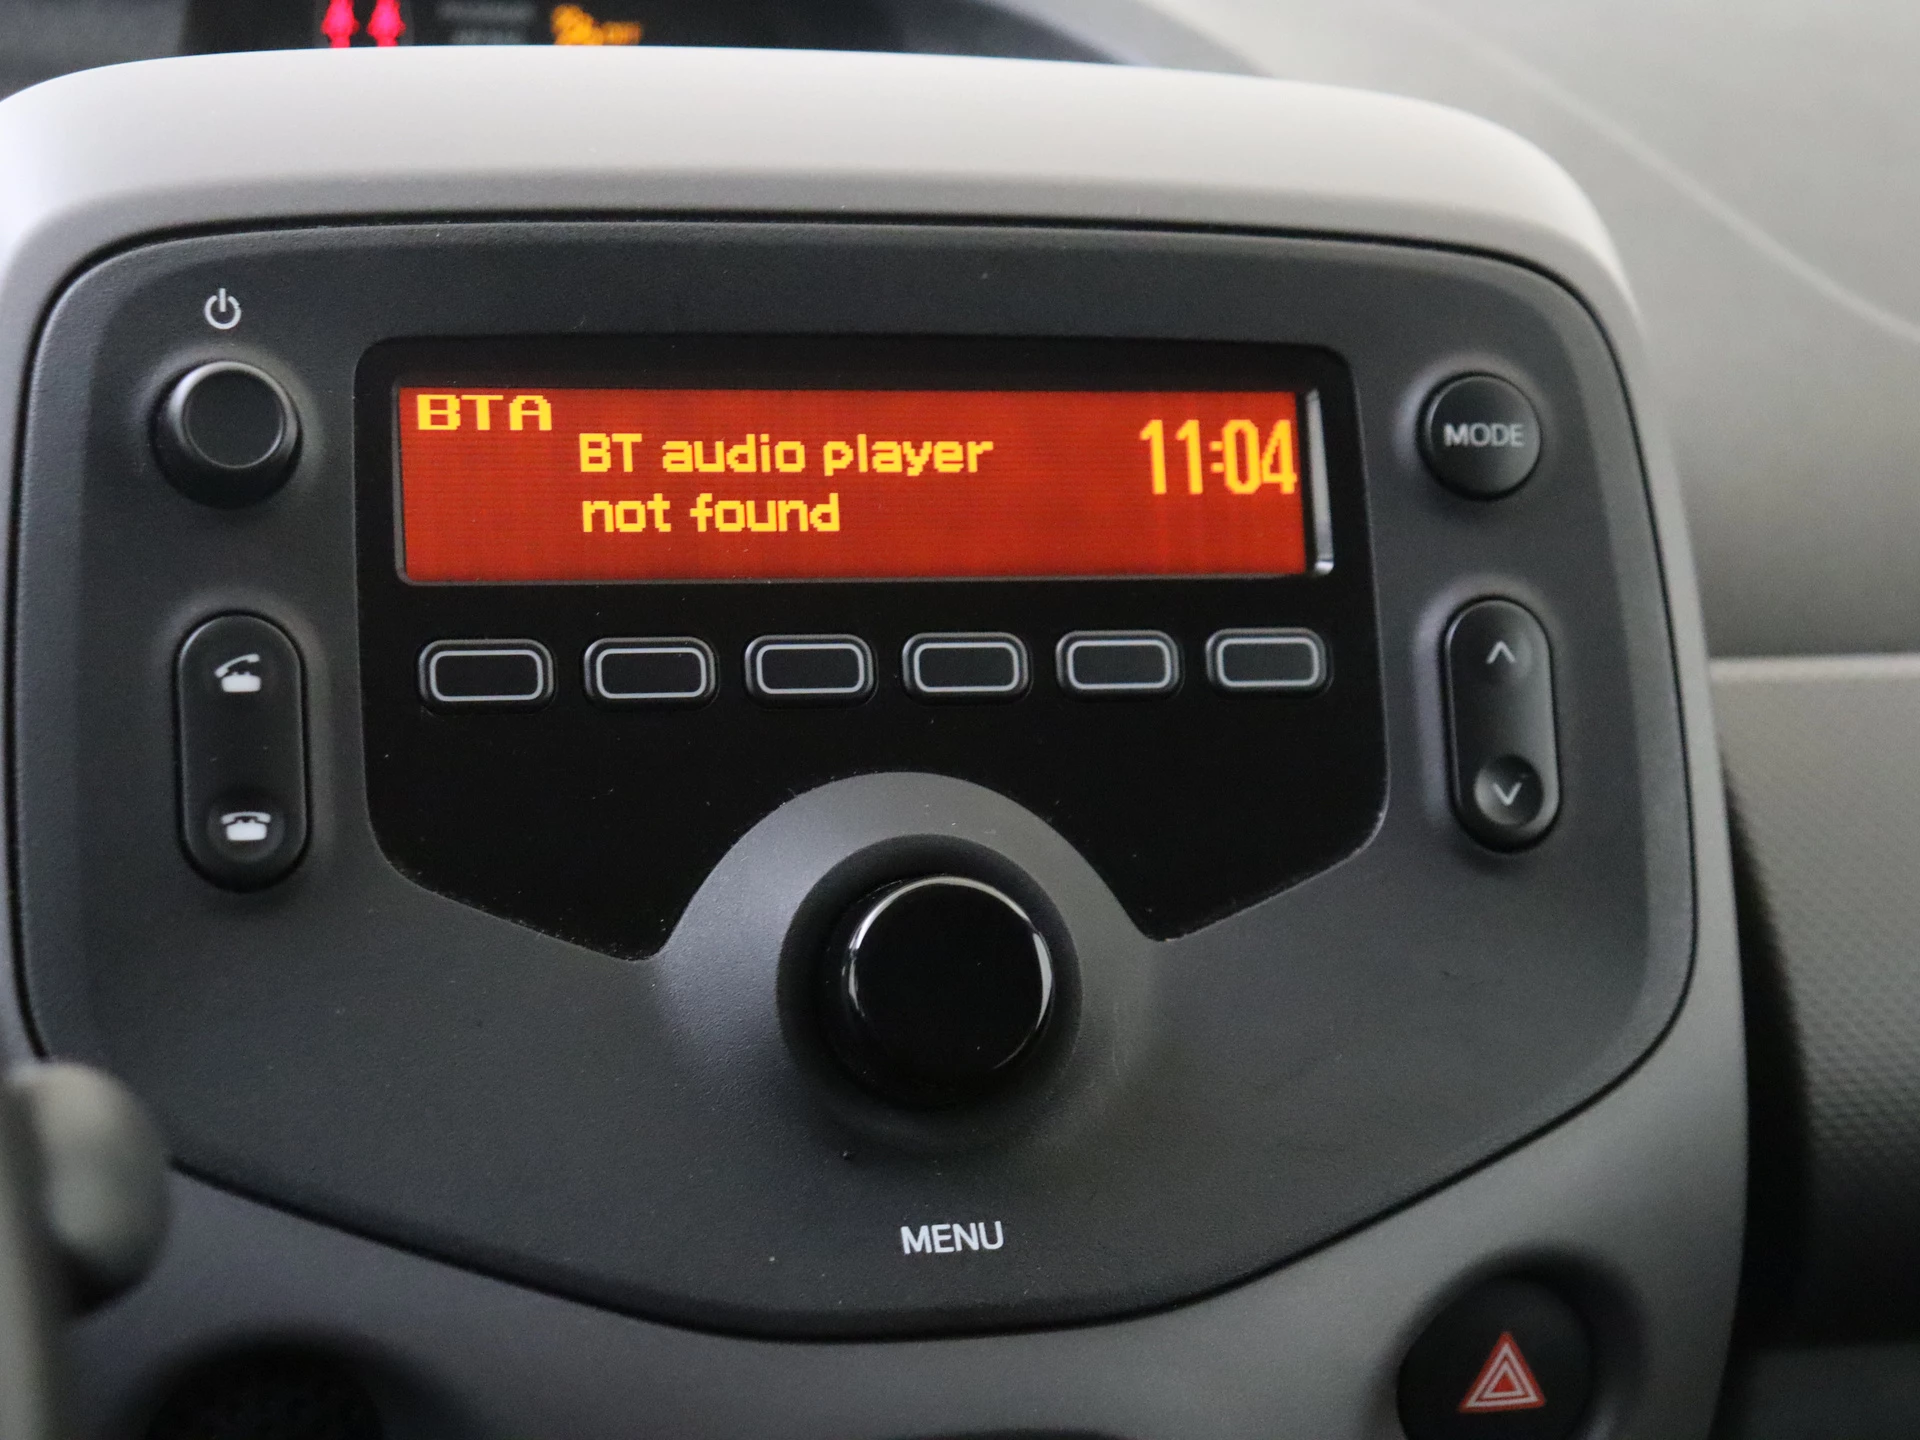 BTA
BT audio player
not found
11:04
MODE
MENU